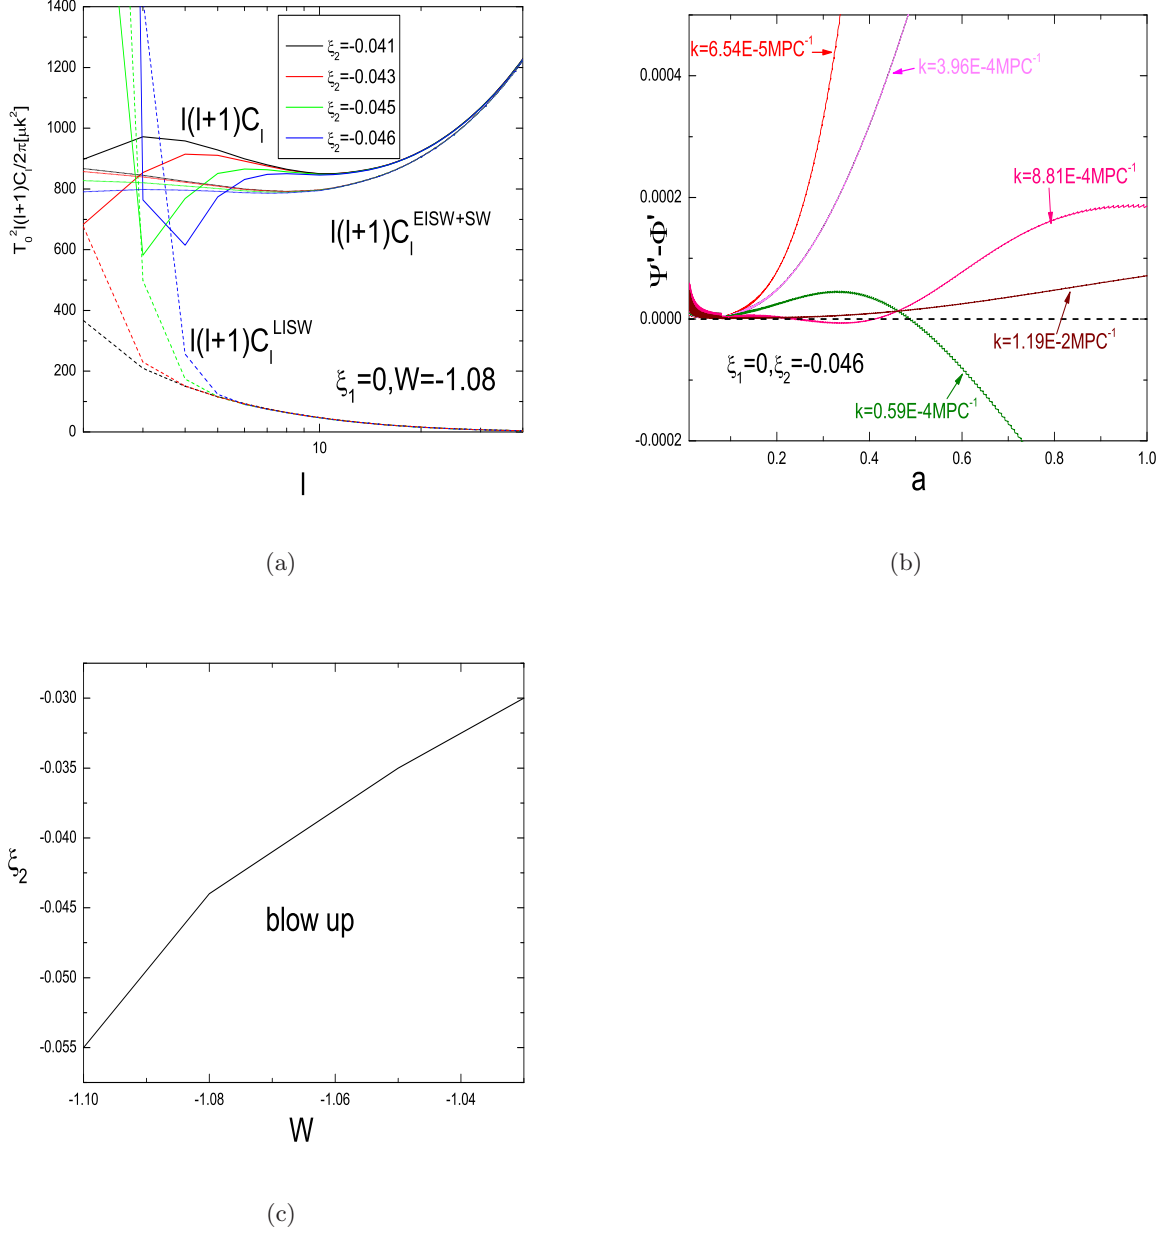 1400
1200
1000
800
600
400
200
0
T₀²l(l+1)Cₗ/2π[μk²]
ξ₂=-0.041
ξ₂=-0.043
ξ₂=-0.045
ξ₂=-0.046
l(l+1)Cₗ
l(l+1)Cₗ^EISW+SW
l(l+1)Cₗ^LISW
ξ₁=0,W=-1.08
10
l
(a)
0.0004
0.0002
0.0000
-0.0002
Ψ'-Φ'
k=6.54E-5MPC⁻¹
k=3.96E-4MPC⁻¹
k=8.81E-4MPC⁻¹
k=1.19E-2MPC⁻¹
ξ₁=0,ξ₂=-0.046
k=0.59E-4MPC⁻¹
0.2 0.4 0.6 0.8 1.0
a
(b)
-0.030
-0.035
-0.040
-0.045
-0.050
-0.055
ξ₂
blow up
-1.10 -1.08 -1.06 -1.04
W
(c)